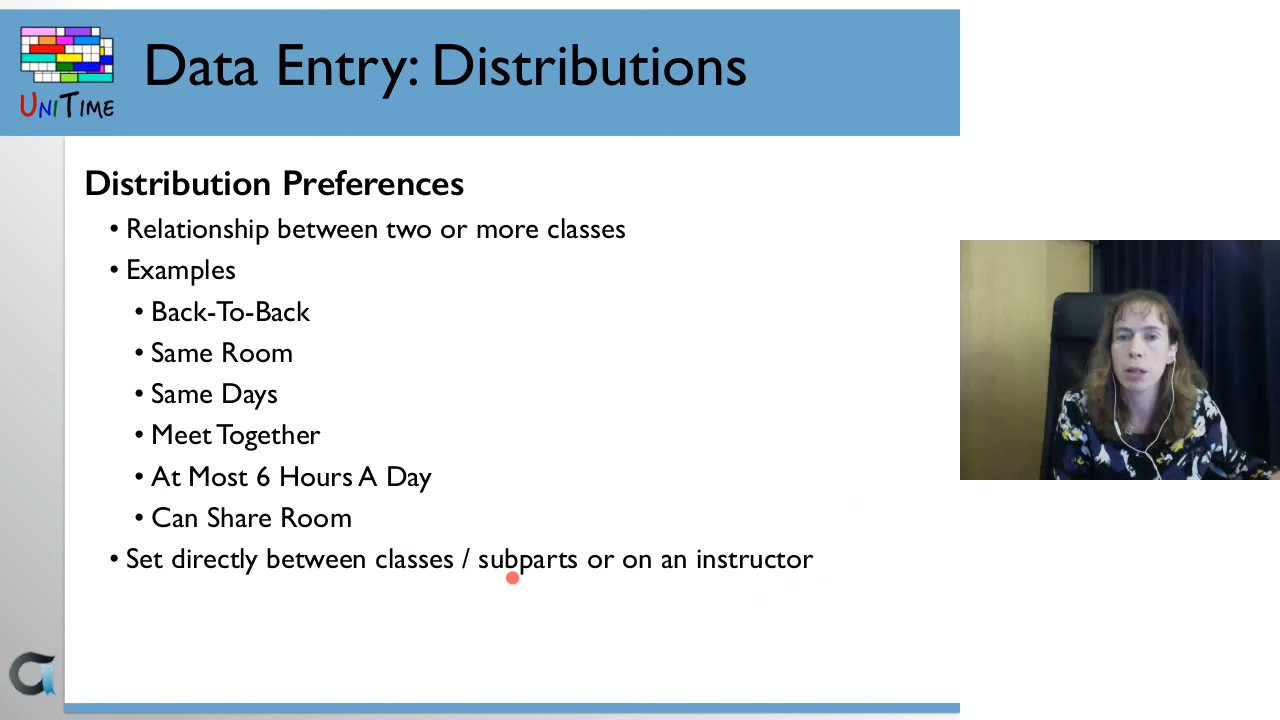 Data Entry: Distributions
UNITIME
Distribution Preferences
• Relationship between two or more classes
• Examples
• Back-To-Back
• Same Room
• Same Days
• Meet Together
• At Most 6 Hours A Day
• Can Share Room
• Set directly between classes / subparts or on an instructor